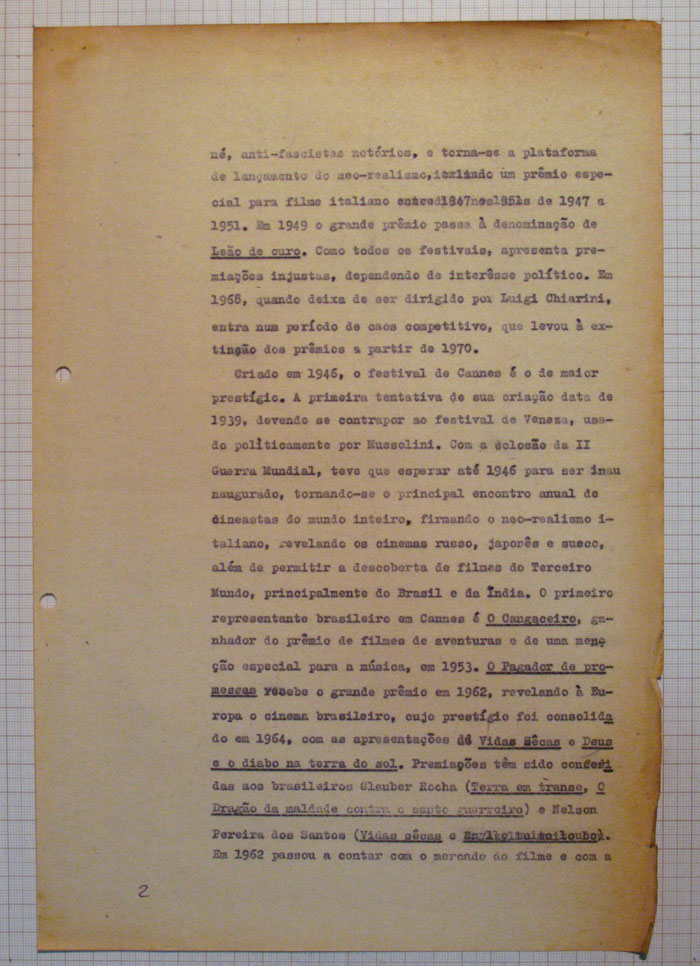 né, anti-fascistas notórios, e torna-se a plataforma
de lançamento do neo-realismo, um prêmio espe-
cial para filme italiano de 1947 a
1951. Em 1949 o grande prêmio passa à denominação de
Leão de ouro. Como todos os festivais, apresenta pre-
miações injustas, dependendo de interêsse político. Em
1968, quando deixa de ser dirigido por Luigi Chiarini,
entra num período de caos competitivo, que levou à ex-
tinção dos prêmios a partir de 1970.
Criado em 1946, o festival de Cannes é o de maior
prestígio. A primeira tentativa de sua criação data de
1939, devendo se contrapor ao festival de Veneza, usa-
do polìticamente por Mussolini. Com a eclosão da II
Guerra Mundial, teve que esperar até 1946 para ser inau
naugurado, tornando-se o principal encontro anual de
cineastas do mundo inteiro, firmando o neo-realismo i-
taliano, revelando os cinemas russo, japonês e sueco,
além de permitir a descoberta de filmes do Terceiro
Mundo, principalmente do Brasil e da Índia. O primeiro
representante brasileiro em Cannes é O Cangaceiro, ga-
nhador do prêmio de filmes de aventuras e de uma menç
ção especial para a música, em 1953. O Pagador de pro-
messas recebe o grande prêmio em 1962, revelando à Eu-
ropa o cinema brasileiro, cujo prestígio foi consolida
do em 1964, com as apresentações de Vidas Sêcas e Deus
e o diabo na terra do sol. Premiações têm sido conferi
das aos brasileiros Glauber Rocha (Terra em transe, O
Dragão da maldade contra o santo guerreiro) e Nelson
Pereira dos Santos (Vidas sêcas e
Em 1962 passou a contar com o mercado do filme e com a
2